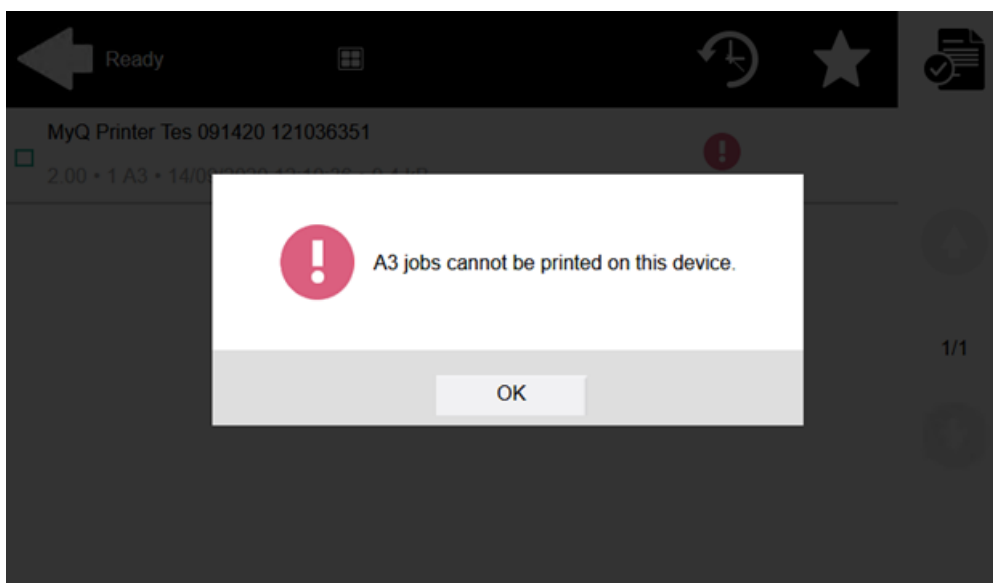 Ready
MyQ Printer Tes 091420 121036351
2.00 • 1 A3 • 14/09
A3 jobs cannot be printed on this device.
1/1
OK